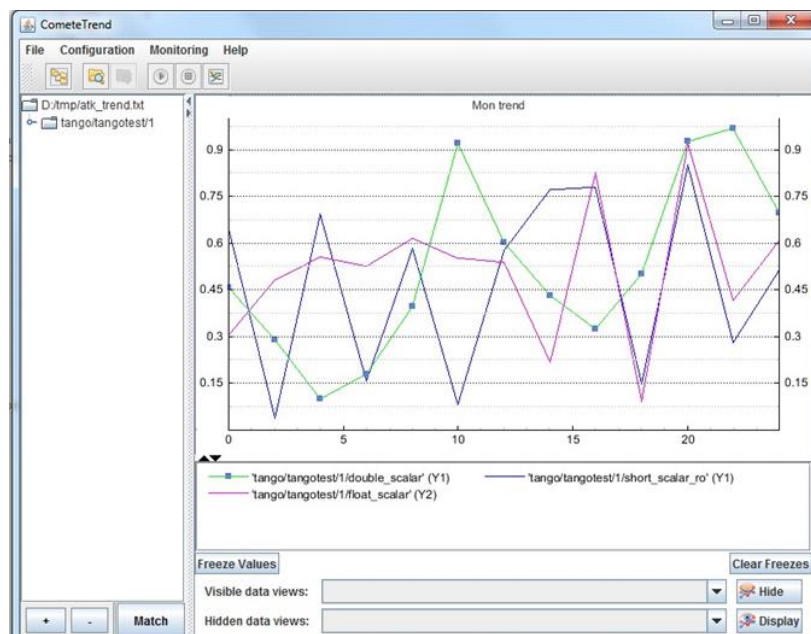 CometeTrend
File Configuration Monitoring Help
D:/tmp/atk_trend.txt
tango/tangotest/1
Mon trend
0.9 0.9
0.75 0.75
0.6 0.6
0.45 0.45
0.3 0.3
0.15 0.15
0 5 10 15 20
'tango/tangotest/1/double_scalar' (Y1) 'tango/tangotest/1/short_scalar_ro' (Y1)
'tango/tangotest/1/float_scalar' (Y2)
Freeze Values Clear Freezes
Visible data views: Hide
Hidden data views: Display
+ - Match